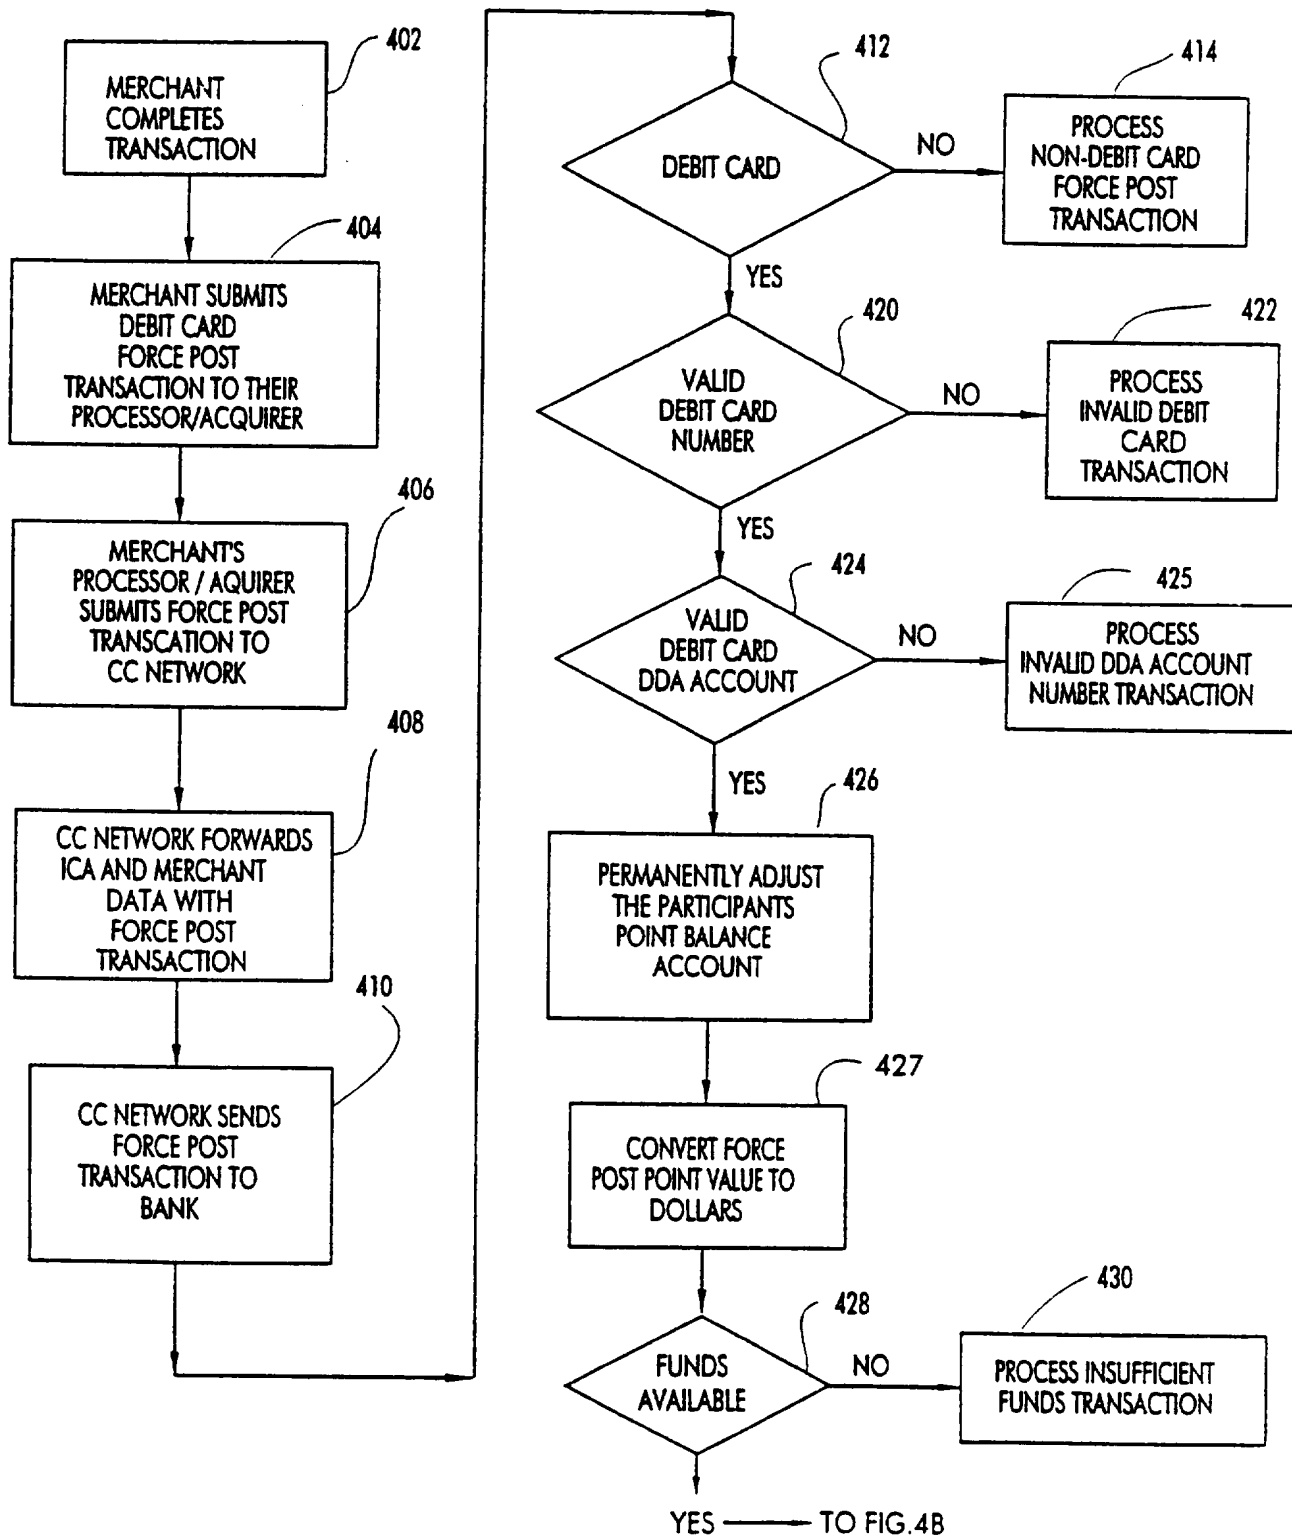 402
MERCHANT
COMPLETES
TRANSACTION
404
MERCHANT SUBMITS
DEBIT CARD
FORCE POST
TRANSACTION TO THEIR
PROCESSOR/ACQUIRER
406
MERCHANT'S
PROCESSOR / AQUIRER
SUBMITS FORCE POST
TRANSCATION TO
CC NETWORK
408
CC NETWORK FORWARDS
ICA AND MERCHANT
DATA WITH
FORCE POST
TRANSACTION
410
CC NETWORK SENDS
FORCE POST
TRANSACTION TO
BANK
412
DEBIT CARD
NO
414
PROCESS
NON-DEBIT CARD
FORCE POST
TRANSACTION
YES
420
VALID
DEBIT CARD
NUMBER
NO
422
PROCESS
INVALID DEBIT
CARD
TRANSACTION
YES
424
VALID
DEBIT CARD
DDA ACCOUNT
NO
425
PROCESS
INVALID DDA ACCOUNT
NUMBER TRANSACTION
YES
426
PERMANENTLY ADJUST
THE PARTICIPANTS
POINT BALANCE
ACCOUNT
427
CONVERT FORCE
POST POINT VALUE TO
DOLLARS
428
FUNDS
AVAILABLE
NO
430
PROCESS INSUFFICIENT
FUNDS TRANSACTION
YES TO FIG.4B